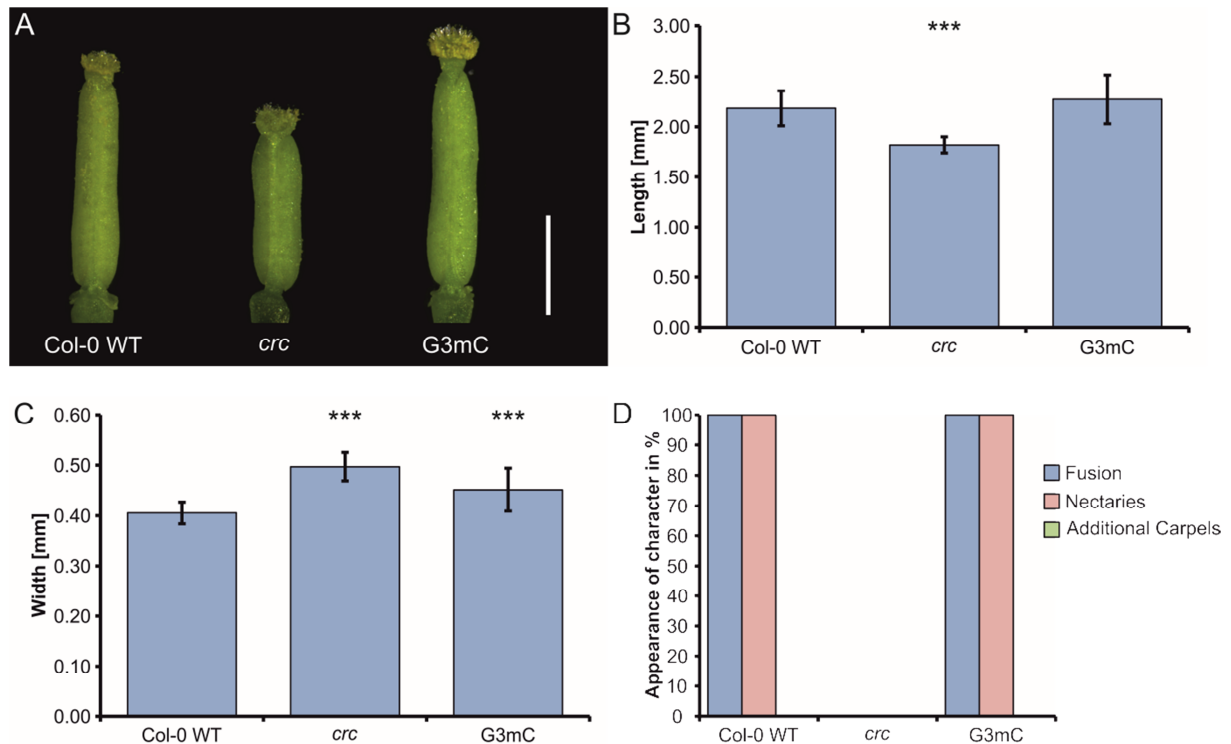 A
Col-0 WT crc G3mC
B
***
3.00
2.50
2.00
1.50
1.00
0.50
0.00
Length [mm]
Col-0 WT crc G3mC
C
*** ***
0.60
0.50
0.40
0.30
0.20
0.10
0.00
Width [mm]
Col-0 WT crc G3mC
D
100
90
80
70
60
50
40
30
20
10
0
Appearance of character in %
Col-0 WT crc G3mC
Fusion
Nectaries
Additional Carpels